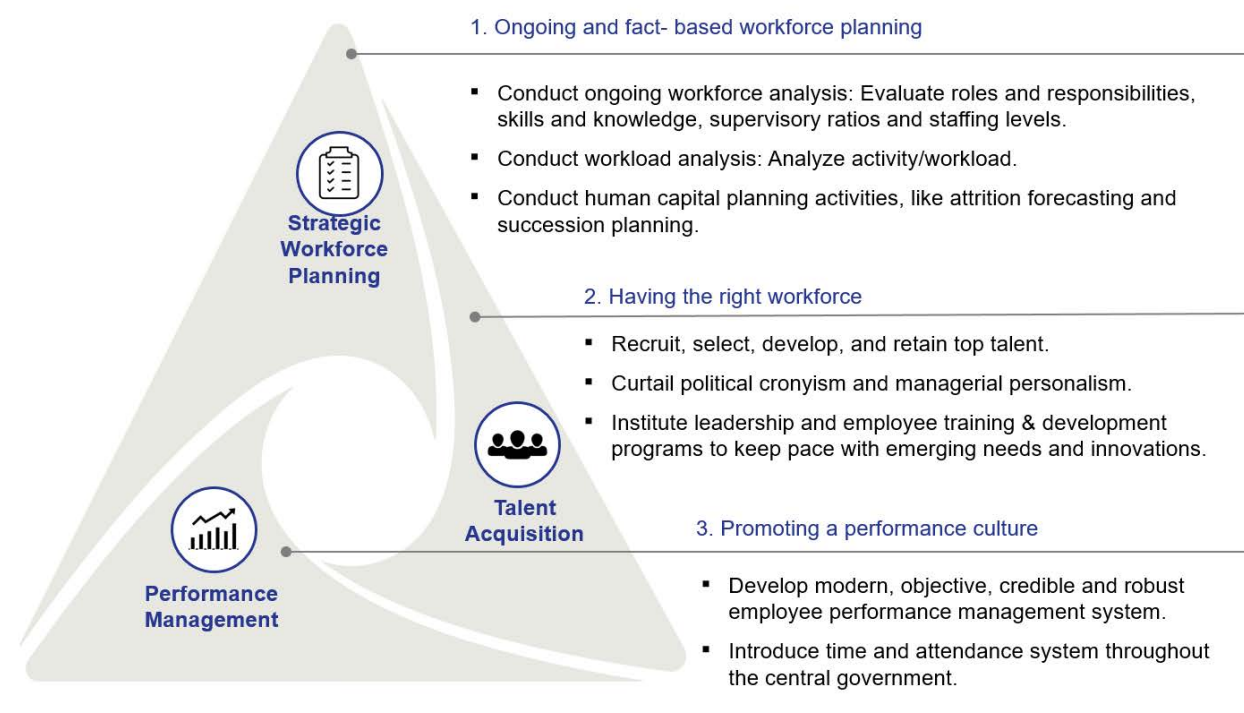 1. Ongoing and fact- based workforce planning
▪ Conduct ongoing workforce analysis: Evaluate roles and responsibilities,
skills and knowledge, supervisory ratios and staffing levels.
▪ Conduct workload analysis: Analyze activity/workload.
▪ Conduct human capital planning activities, like attrition forecasting and
succession planning.
Strategic
Workforce
Planning
2. Having the right workforce
▪ Recruit, select, develop, and retain top talent.
▪ Curtail political cronyism and managerial personalism.
▪ Institute leadership and employee training & development
programs to keep pace with emerging needs and innovations.
Talent
Acquisition
3. Promoting a performance culture
▪ Develop modern, objective, credible and robust
employee performance management system.
▪ Introduce time and attendance system throughout
the central government.
Performance
Management